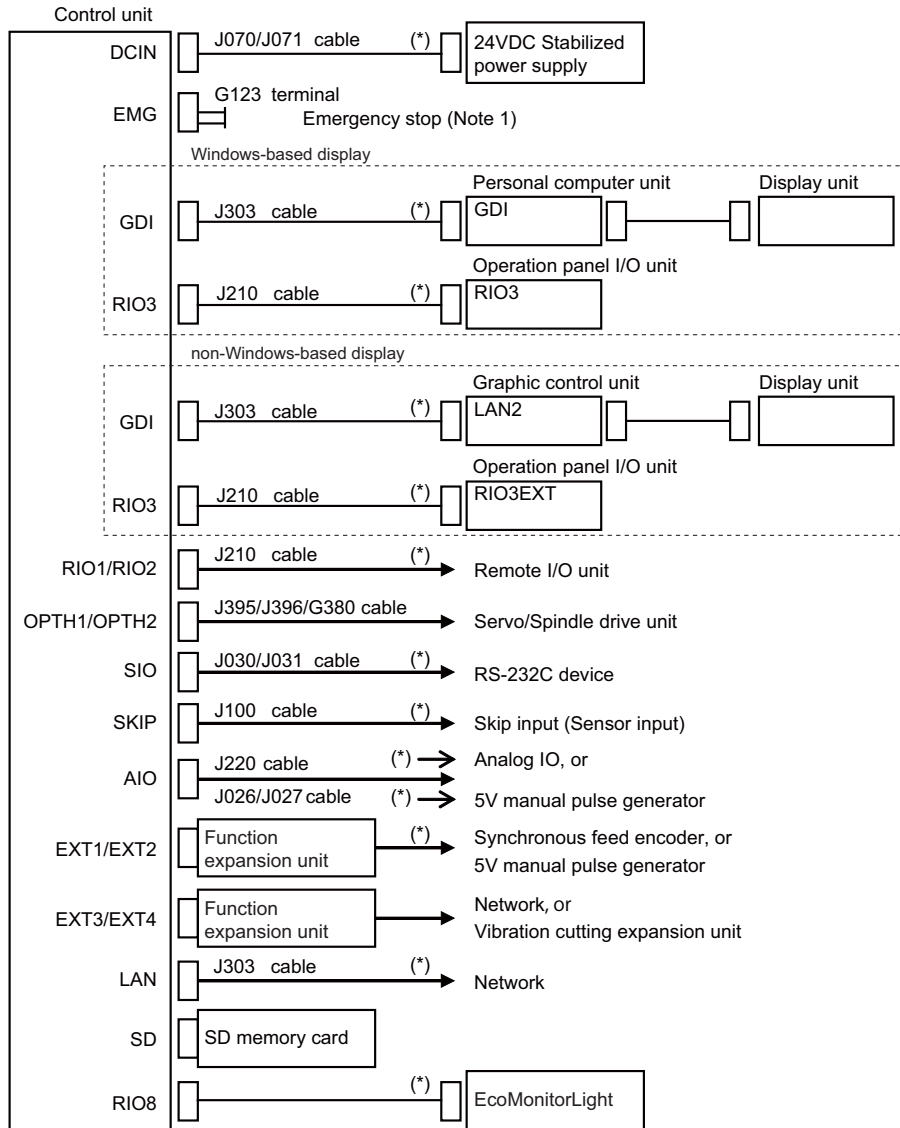 Control unit
DCIN
J070/J071 cable
(*)
24VDC Stabilized
power supply
EMG
G123 terminal
Emergency stop (Note 1)
Windows-based display
Personal computer unit
Display unit
GDI
J303 cable
(*)
GDI
Operation panel I/O unit
RIO3
J210 cable
(*)
RIO3
non-Windows-based display
Graphic control unit
Display unit
GDI
J303 cable
(*)
LAN2
Operation panel I/O unit
RIO3
J210 cable
(*)
RIO3EXT
RIO1/RIO2
J210 cable
(*)
Remote I/O unit
OPTH1/OPTH2
J395/J396/G380 cable
Servo/Spindle drive unit
SIO
J030/J031 cable
(*)
RS-232C device
SKIP
J100 cable
(*)
Skip input (Sensor input)
AIO
J220 cable
(*)
Analog IO, or
J026/J027 cable
(*)
5V manual pulse generator
EXT1/EXT2
Function
expansion unit
(*)
Synchronous feed encoder, or
5V manual pulse generator
EXT3/EXT4
Function
expansion unit
Network, or
Vibration cutting expansion unit
LAN
J303 cable
(*)
Network
SD
SD memory card
RIO8
(*)
EcoMonitorLight